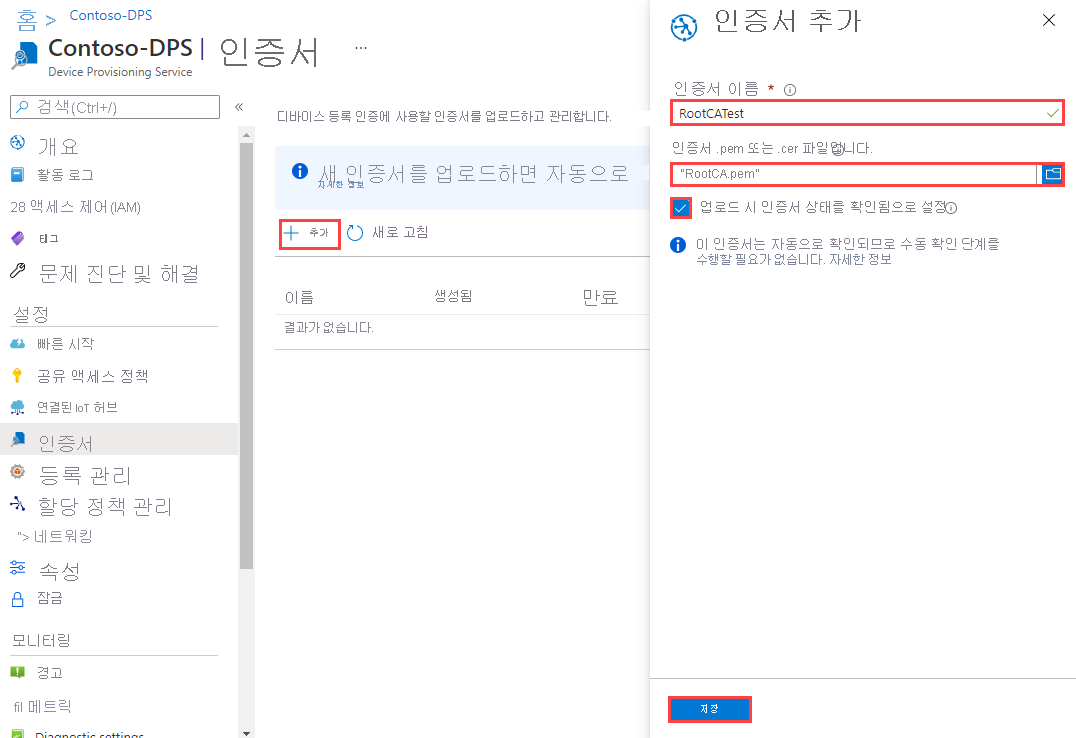 홈 > Contoso-DPS
Contoso-DPS | 인증서 ...
Device Provisioning Service
검색(Ctrl+/)
«
개요
활동 로그
28 액세스 제어(IAM)
태그
문제 진단 및 해결
설정
빠른 시작
공유 액세스 정책
연결된 IoT 허브
인증서
등록 관리
할당 정책 관리
"> 네트워킹
속성
잠금
모니터링
경고
fil 메트릭
Diagnostic settings
디바이스 등록 인증에 사용할 인증서를 업로드하고 관리합니다.
새 인증서를 업로드하면 자동으로
자세한 정보
추가 새로 고침
이름 생성됨 만료
결과가 없습니다.
인증서 추가
인증서 이름 *
RootCATest
인증서 .pem 또는 .cer 파일입니다.
"RootCA.pem"
업로드 시 인증서 상태를 확인됨으로 설정
이 인증서는 자동으로 확인되므로 수동 확인 단계를
수행할 필요가 없습니다. 자세한 정보
저장